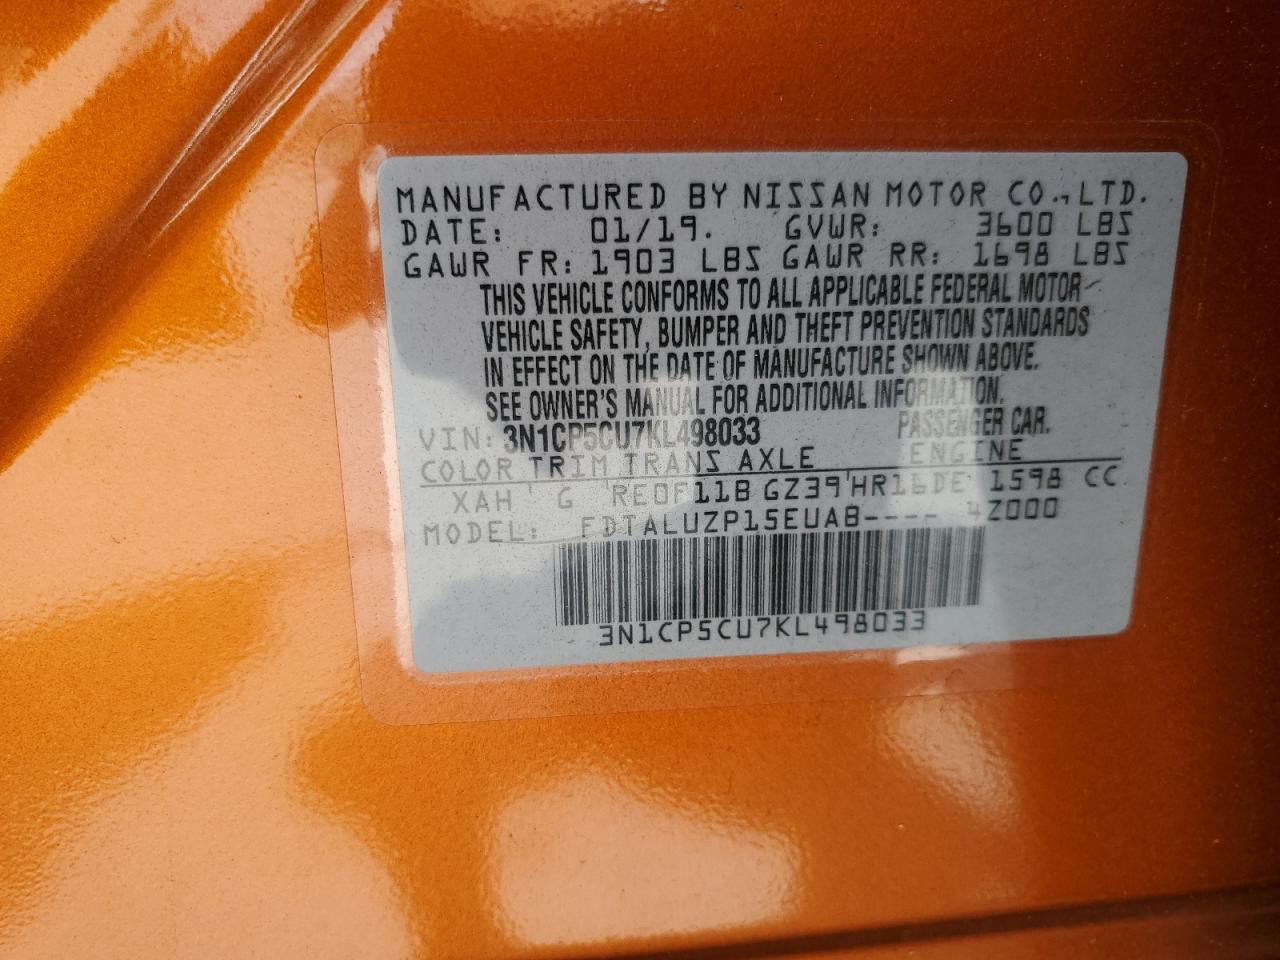 MANUFACTURED BY NISSAN MOTOR CO.,LTD.
DATE: 01/19. GVWR: 3600 LBS
GAWR FR: 1903 LBS GAWR RR: 1698 LBS
THIS VEHICLE CONFORMS TO ALL APPLICABLE FEDERAL MOTOR
VEHICLE SAFETY, BUMPER AND THEFT PREVENTION STANDARDS
IN EFFECT ON THE DATE OF MANUFACTURE SHOWN ABOVE.
SEE OWNER'S MANUAL FOR ADDITIONAL INFORMATION.
VIN: 3N1CP5CU7KL498033 PASSENGER CAR.
COLOR TRIM TRANS AXLE ENGINE
XAH G RE0F11B GZ39 HR16DE 1598 CC
MODEL: FDTALUZP15EUAB---- 4Z000
3N1CP5CU7KL498033